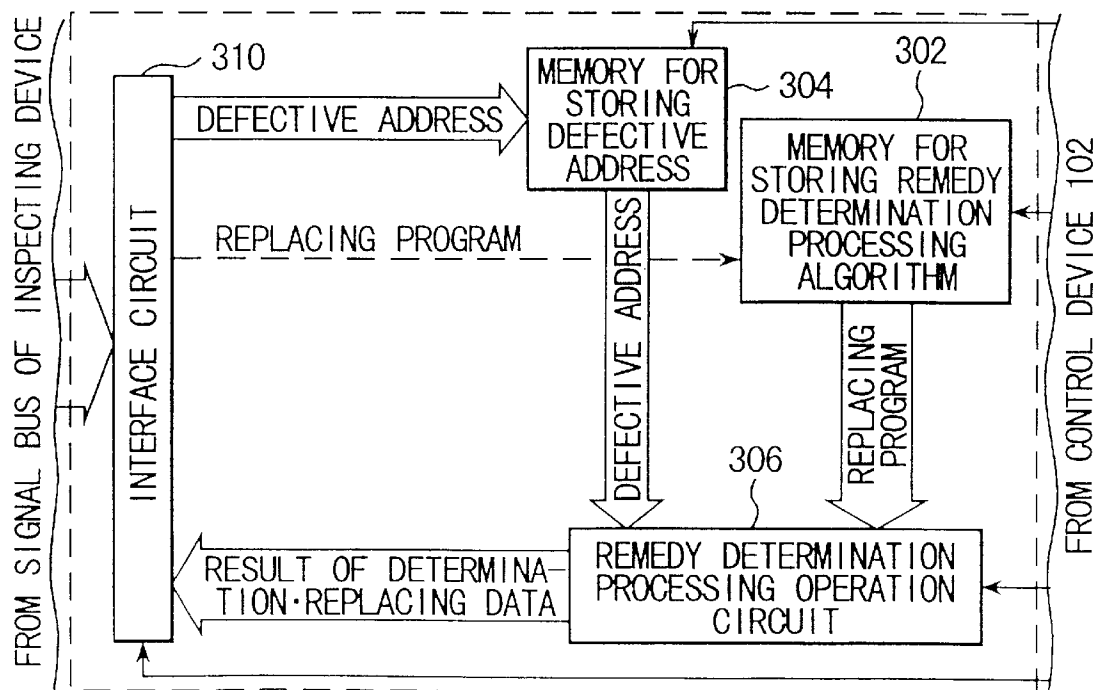 FROM SIGNAL BUS OF INSPECTING DEVICE
310
INTERFACE CIRCUIT
DEFECTIVE ADDRESS
MEMORY FOR
STORING
DEFECTIVE
ADDRESS
304
302
MEMORY FOR
STORING REMEDY
DETERMINATION
PROCESSING
ALGORITHM
REPLACING PROGRAM
DEFECTIVE ADDRESS
REPLACING
PROGRAM
306
REMEDY DETERMINATION
PROCESSING OPERATION
CIRCUIT
RESULT OF DETERMINA-
TION·REPLACING DATA
FROM CONTROL DEVICE 102